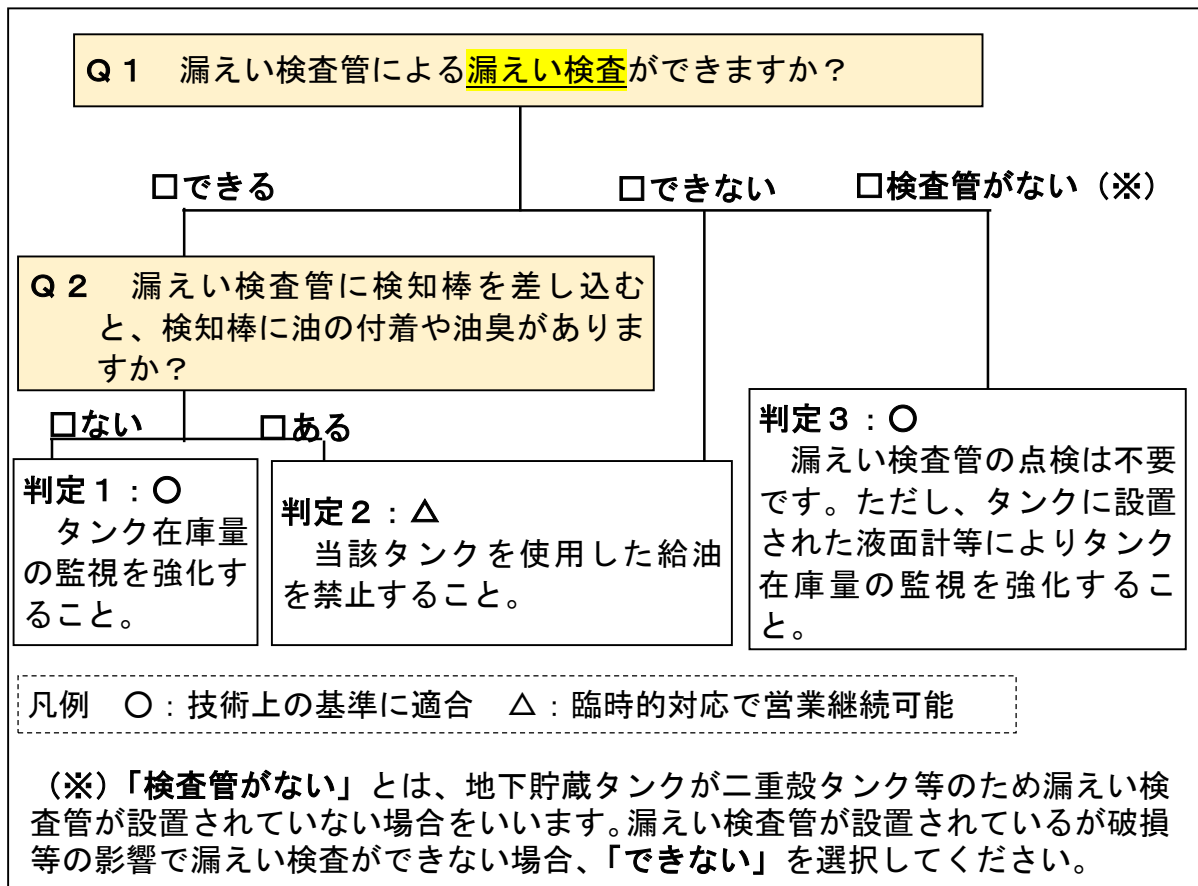 Q1　漏えい検査管による漏えい検査ができますか？
□できる
□できない
□検査管がない（※）
Q2　漏えい検査管に検知棒を差し込む
と、検知棒に油の付着や油臭がありま
すか？
□ない
□ある
判定1：〇
タンク在庫量
の監視を強化す
ること。
判定2：△
当該タンクを使用した給油
を禁止すること。
判定3：〇
漏えい検査管の点検は不要
です。ただし、タンクに設置
された液面計等によりタンク
在庫量の監視を強化するこ
と。
凡例　〇：技術上の基準に適合　△：臨時的対応で営業継続可能
（※）「検査管がない」とは、地下貯蔵タンクが二重殻タンク等のため漏えい検
査管が設置されていない場合をいいます。漏えい検査管が設置されているが破損
等の影響で漏えい検査ができない場合、「できない」を選択してください。